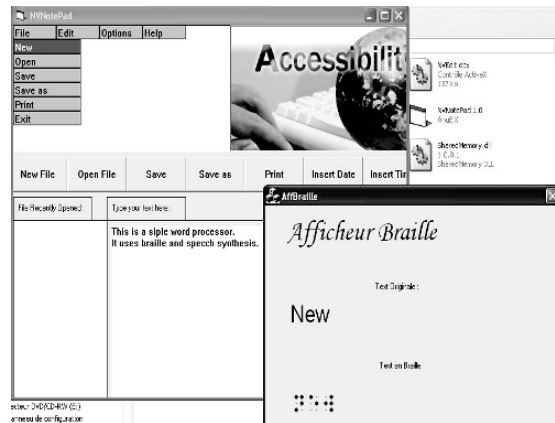 NVNotePad
File Edit Options Help
New
Open
Save
Save as
Print
Exit
Accessibilit
New File Open File Save Save as Print Insert Date Insert Tim
File Recently Opened: Type your text here:
This is a siple word processor.
It uses braille and speech synthesis.
NVEdit.ocx
Contrôle ActiveX
132 Ko
NVNotePad 1.0
SharedMemory.dll
1.0.0.1
SharedMemory DLL
AffBraille
Afficheur Braille
Text Originale:
New
Text en Braille
⠝⠑⠺
ecteur DVD/CD-RW (E:)
anneau de configuration